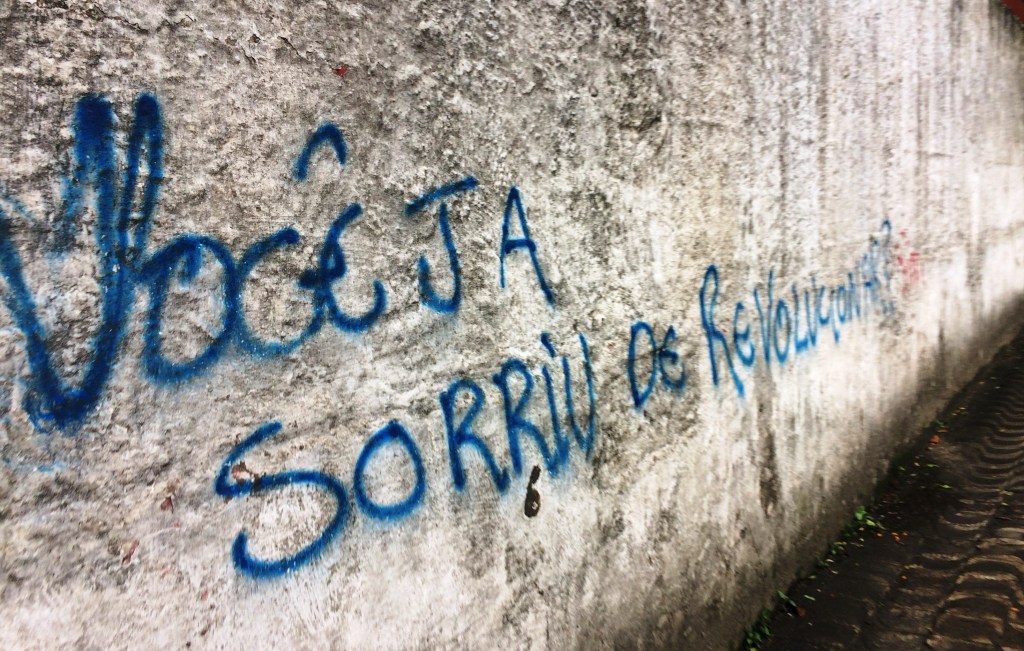 VOCÊ JA
SORRIU DE REVOLUCIONAR?